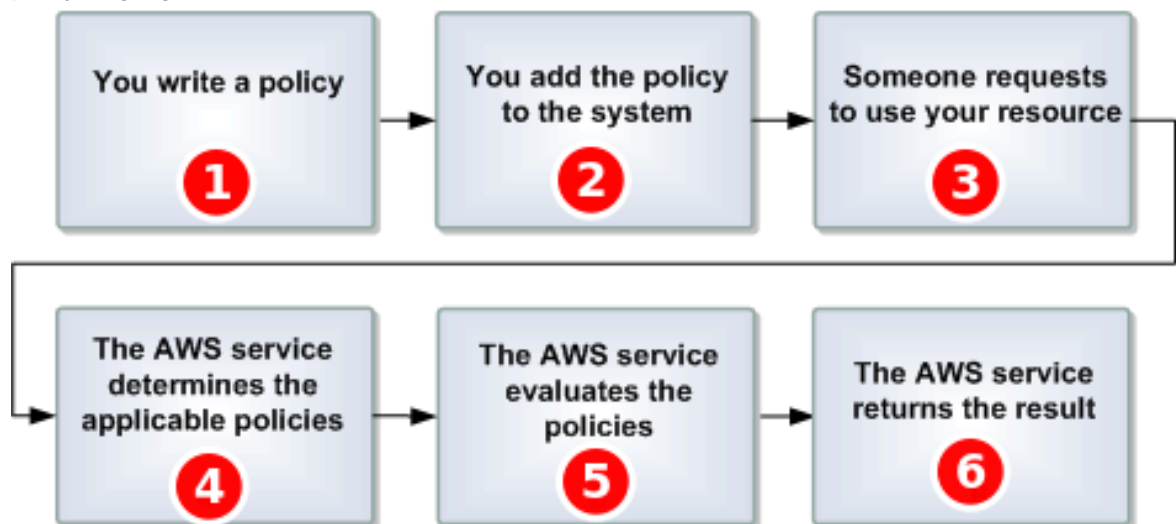 You write a policy
1
You add the policy
to the system
2
Someone requests
to use your resource
3
The AWS service
determines the
applicable policies
4
The AWS service
evaluates the
policies
5
The AWS service
returns the result
6